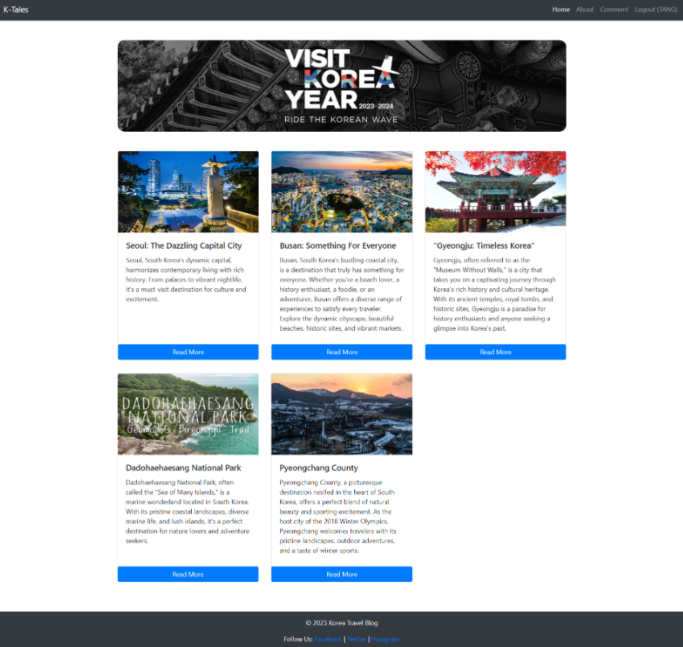 K-Tales
Home About Comment Logout (TANG)
VISIT
KOREA
YEAR 2023-2024
RIDE THE KOREAN WAVE
Seoul: The Dazzling Capital City
Seoul, South Korea's dynamic capital,
harmonizes contemporary living with rich
history. From palaces to vibrant nightlife,
it's a must-visit destination for culture and
excitement.
Read More
Busan: Something For Everyone
Busan, South Korea's bustling coastal city,
is a destination that truly has something for
everyone. Whether you're a beach lover, a
history enthusiast, a foodie, or an
adventurer, Busan offers a diverse range of
experiences to satisfy every traveler.
Explore the dynamic cityscape, beautiful
beaches, historic sites, and vibrant markets.
Read More
"Gyeongju: Timeless Korea"
Gyeongju, often referred to as the
"Museum Without Walls," is a city that
takes you on a captivating journey through
Korea's rich history and cultural heritage.
With its ancient temples, royal tombs, and
historic sites, Gyeongju is a paradise for
history enthusiasts and anyone seeking a
glimpse into Korea's past.
Read More
DADOHAEHAESANG
NATIONAL PARK
Trail
Dadohaehaesang National Park
Dadohaehaesang National Park, often
called the "Sea of Many Islands," is a
marine wonderland located in South Korea.
With its pristine coastal landscapes, diverse
marine life, and lush islands, it's a perfect
destination for nature lovers and adventure
seekers.
Read More
Pyeongchang County
Pyeongchang County, a picturesque
destination nestled in the heart of South
Korea, offers a perfect blend of natural
beauty and sporting excitement. As the
host city of the 2018 Winter Olympics,
Pyeongchang welcomes travelers with its
pristine landscapes, outdoor adventures,
and a taste of winter sports.
Read More
© 2023 Korea Travel Blog
Follow Us: Facebook | Twitter | Instagram